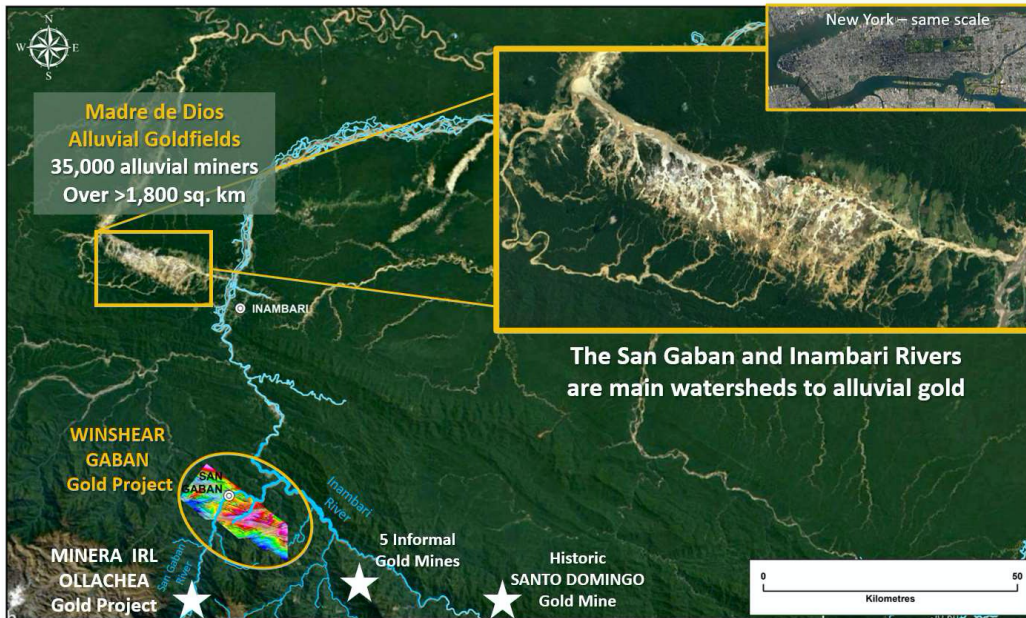 N
W E
S
New York – same scale
Madre de Dios
Alluvial Goldfields
35,000 alluvial miners
Over >1,800 sq. km
INAMBARI
The San Gaban and Inambari Rivers
are main watersheds to alluvial gold
WINSHEAR
GABAN
Gold Project
SAN
GABAN
Inambari
River
San Gaban
River
MINERA IRL
OLLACHEA
Gold Project
5 Informal
Gold Mines
Historic
SANTO DOMINGO
Gold Mine
0 50
Kilometres